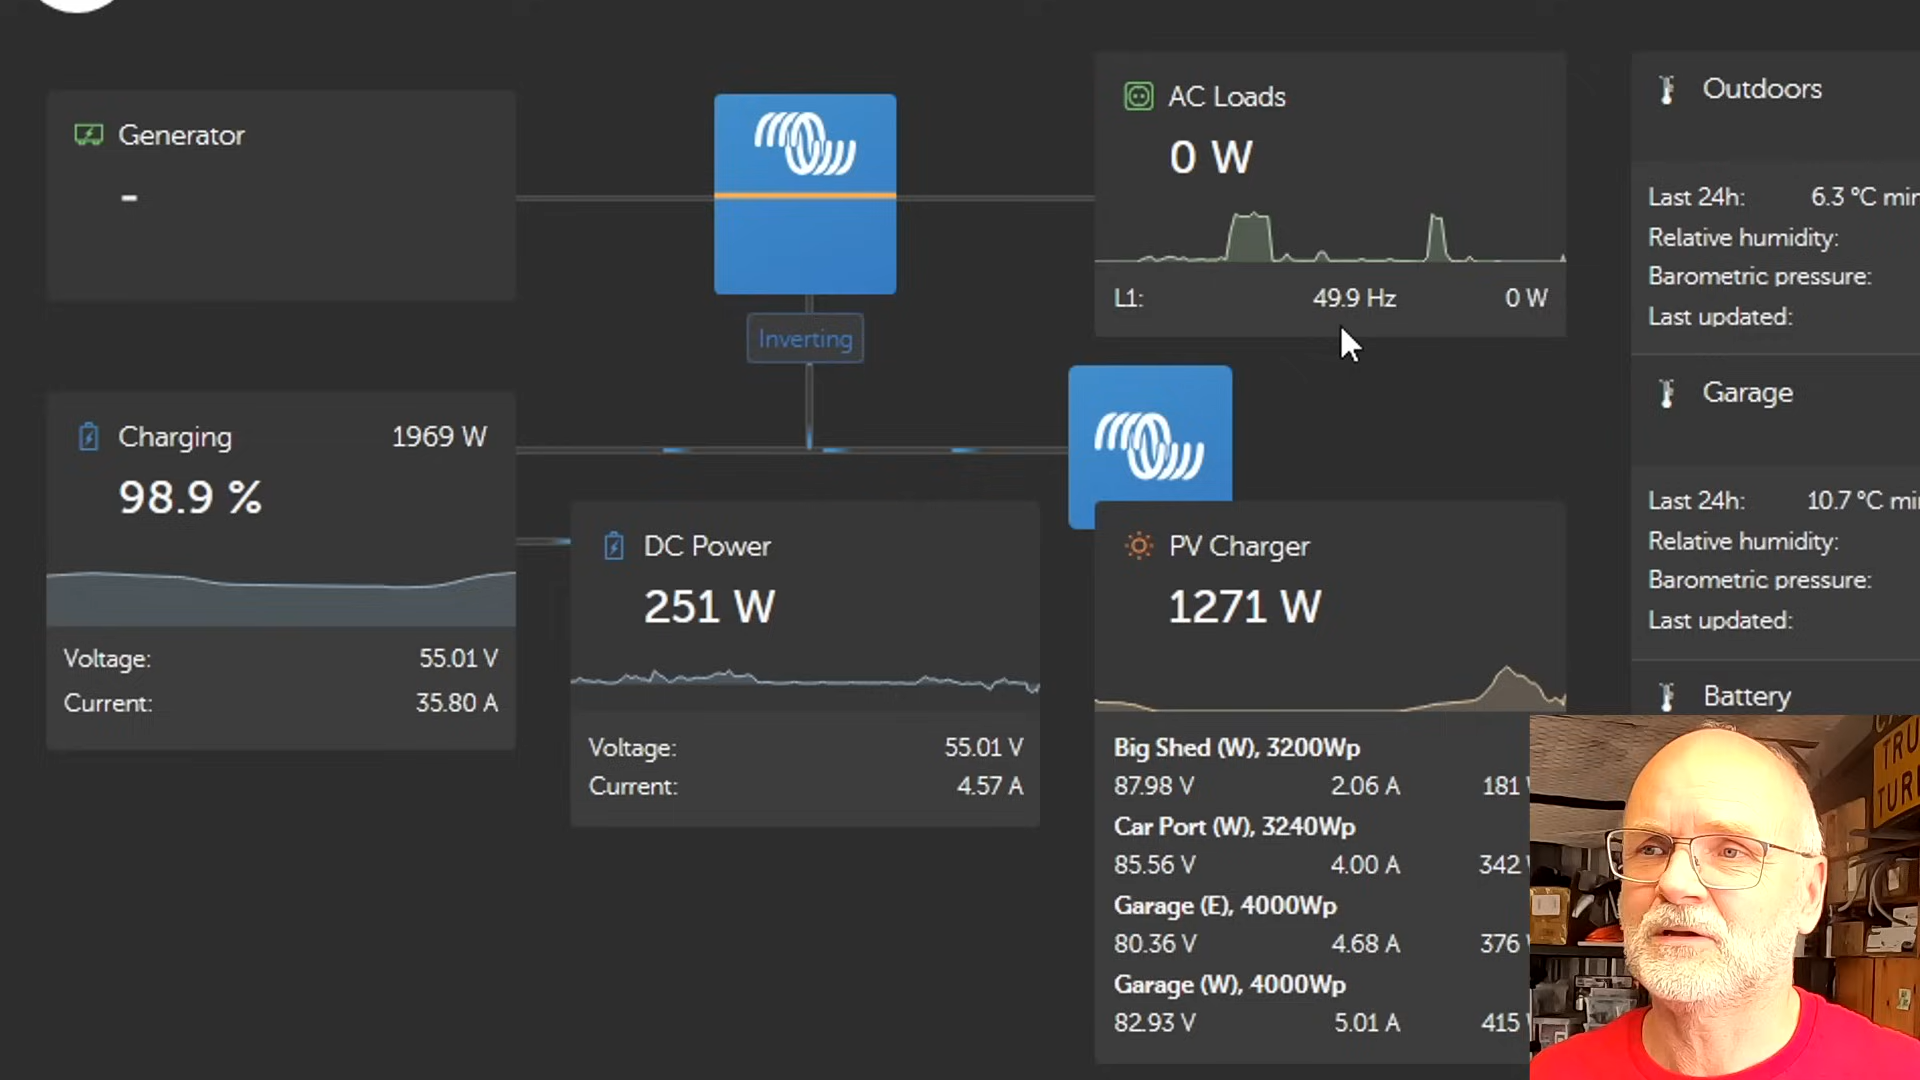 Generator
-
Inverting
AC Loads
0 W
L1: 49.9 Hz 0 W
Charging 1969 W
98.9 %
Voltage: 55.01 V
Current: 35.80 A
DC Power
251 W
Voltage: 55.01 V
Current: 4.57 A
PV Charger
1271 W
Big Shed (W), 3200Wp
87.98 V 2.06 A 181
Car Port (W), 3240Wp
85.56 V 4.00 A 342
Garage (E), 4000Wp
80.36 V 4.68 A 376
Garage (W), 4000Wp
82.93 V 5.01 A 415
Outdoors
Last 24h: 6.3 °C min
Relative humidity:
Barometric pressure:
Last updated:
Garage
Last 24h: 10.7 °C min
Relative humidity:
Barometric pressure:
Last updated:
Battery
TRU
TUR